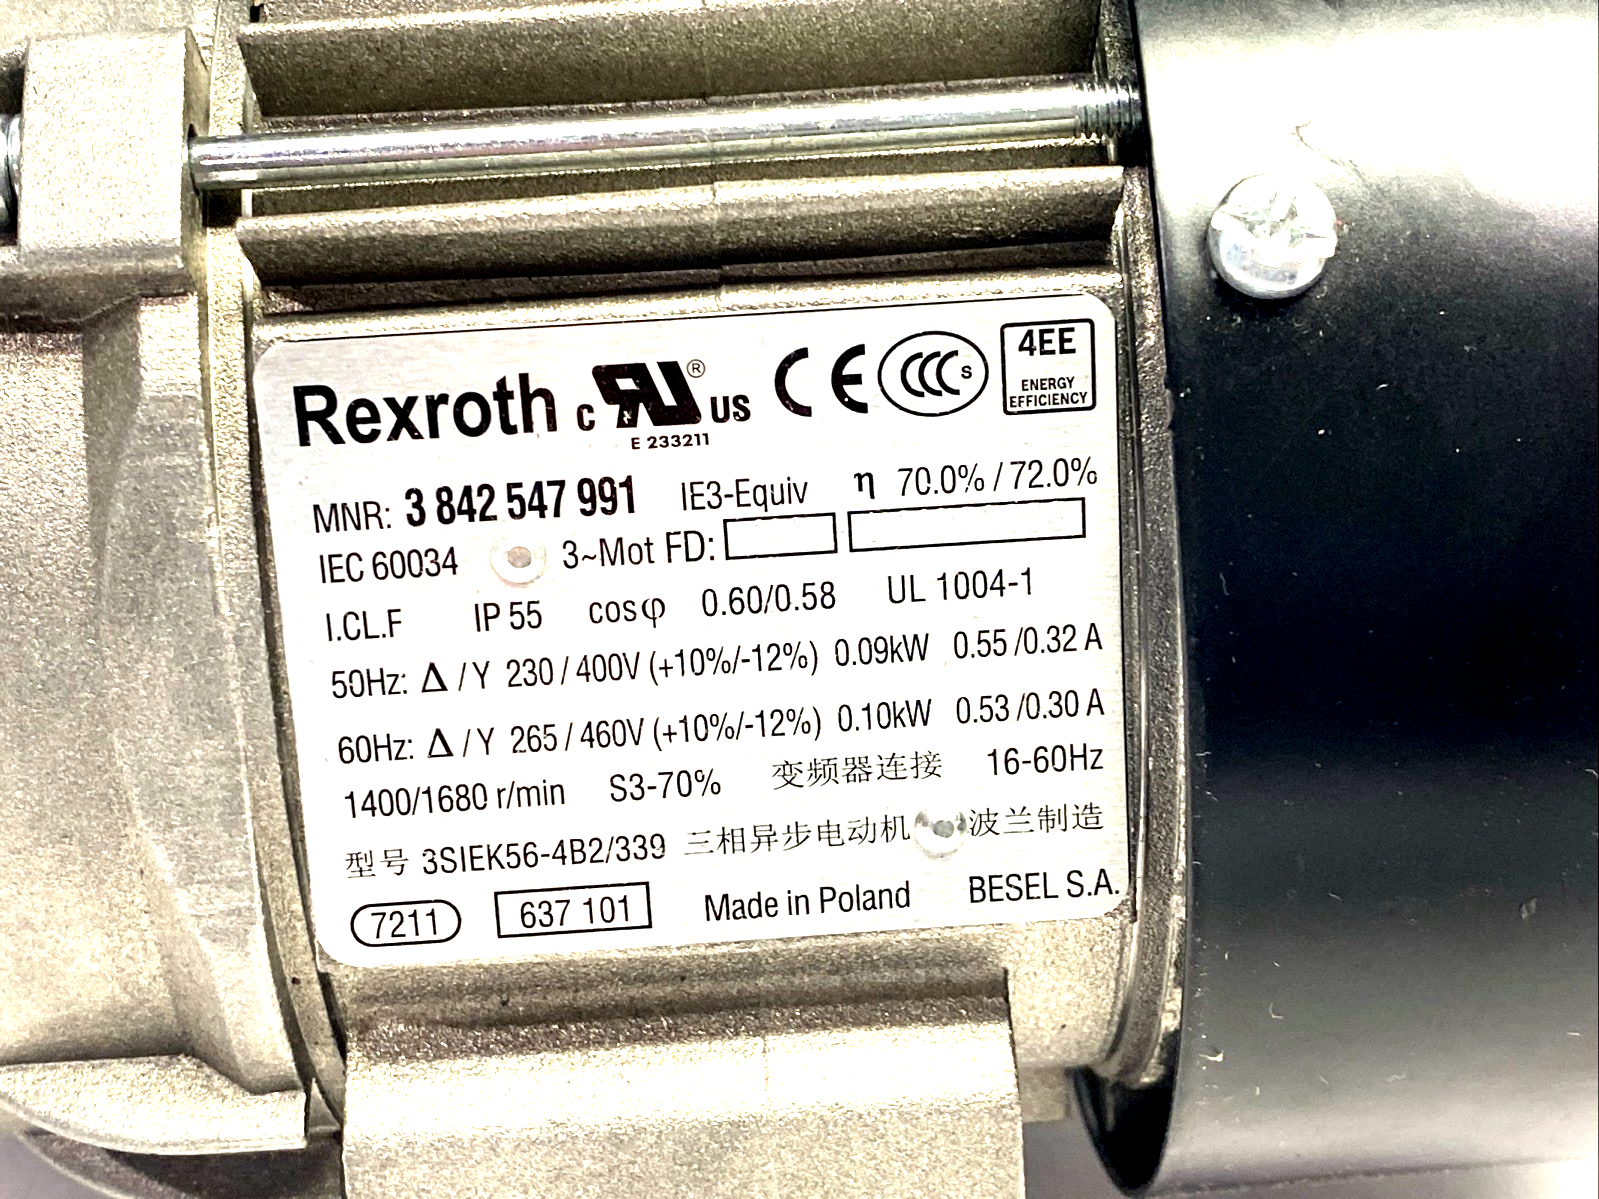 Rexroth c RU ® US CE CCC S 4EE
E 233211 ENERGY EFFICIENCY
MNR: 3 842 547 991 IE3-Equiv η 70.0% / 72.0%
IEC 60034 3~Mot FD:
I.CL.F IP 55 cosφ 0.60/0.58 UL 1004-1
50Hz: Δ / Y 230 / 400V (+10%/-12%) 0.09kW 0.55 /0.32 A
60Hz: Δ / Y 265 / 460V (+10%/-12%) 0.10kW 0.53 /0.30 A
1400/1680 r/min S3-70% 变频器连接 16-60Hz
型号 3SIEK56-4B2/339 三相异步电动机 波兰制造
7211 637 101 Made in Poland BESEL S.A.